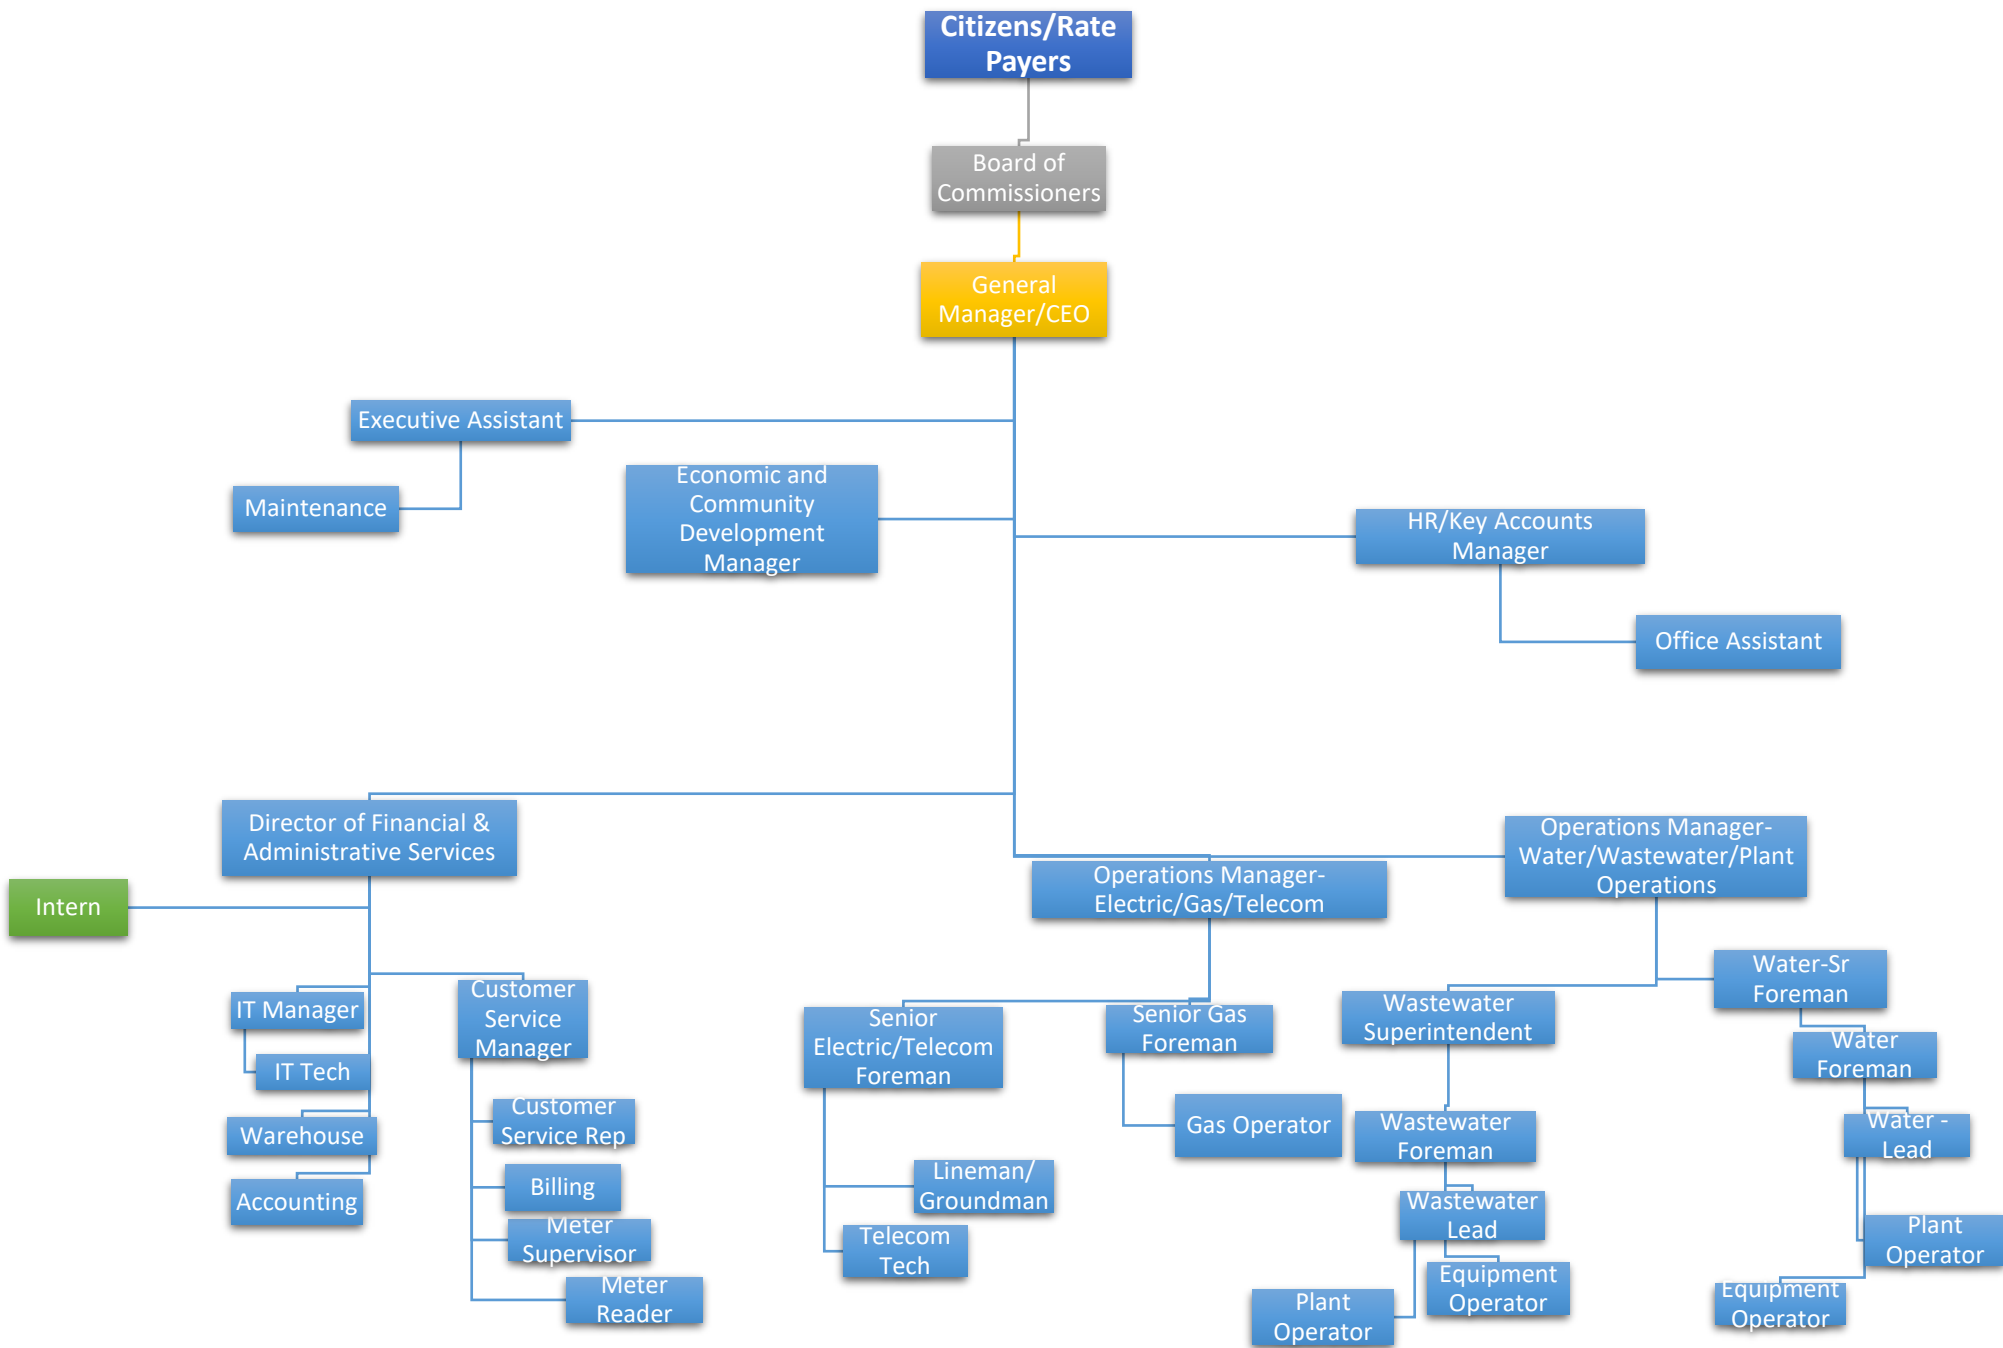 Citizens/Rate
Payers
Board of
Commissioners
General
Manager/CEO
Executive Assistant
Maintenance
Economic and
Community
Development
Manager
HR/Key Accounts
Manager
Office Assistant
Director of Financial &
Administrative Services
Intern
IT Manager
IT Tech
Warehouse
Accounting
Customer
Service
Manager
Customer
Service Rep
Billing
Meter
Supervisor
Meter
Reader
Operations Manager-
Electric/Gas/Telecom
Senior
Electric/Telecom
Foreman
Lineman/
Groundman
Telecom
Tech
Senior Gas
Foreman
Gas Operator
Operations Manager-
Water/Wastewater/Plant
Operations
Wastewater
Superintendent
Wastewater
Foreman
Wastewater
Lead
Equipment
Operator
Plant
Operator
Water-Sr
Foreman
Water
Foreman
Water -
Lead
Plant
Operator
Equipment
Operator